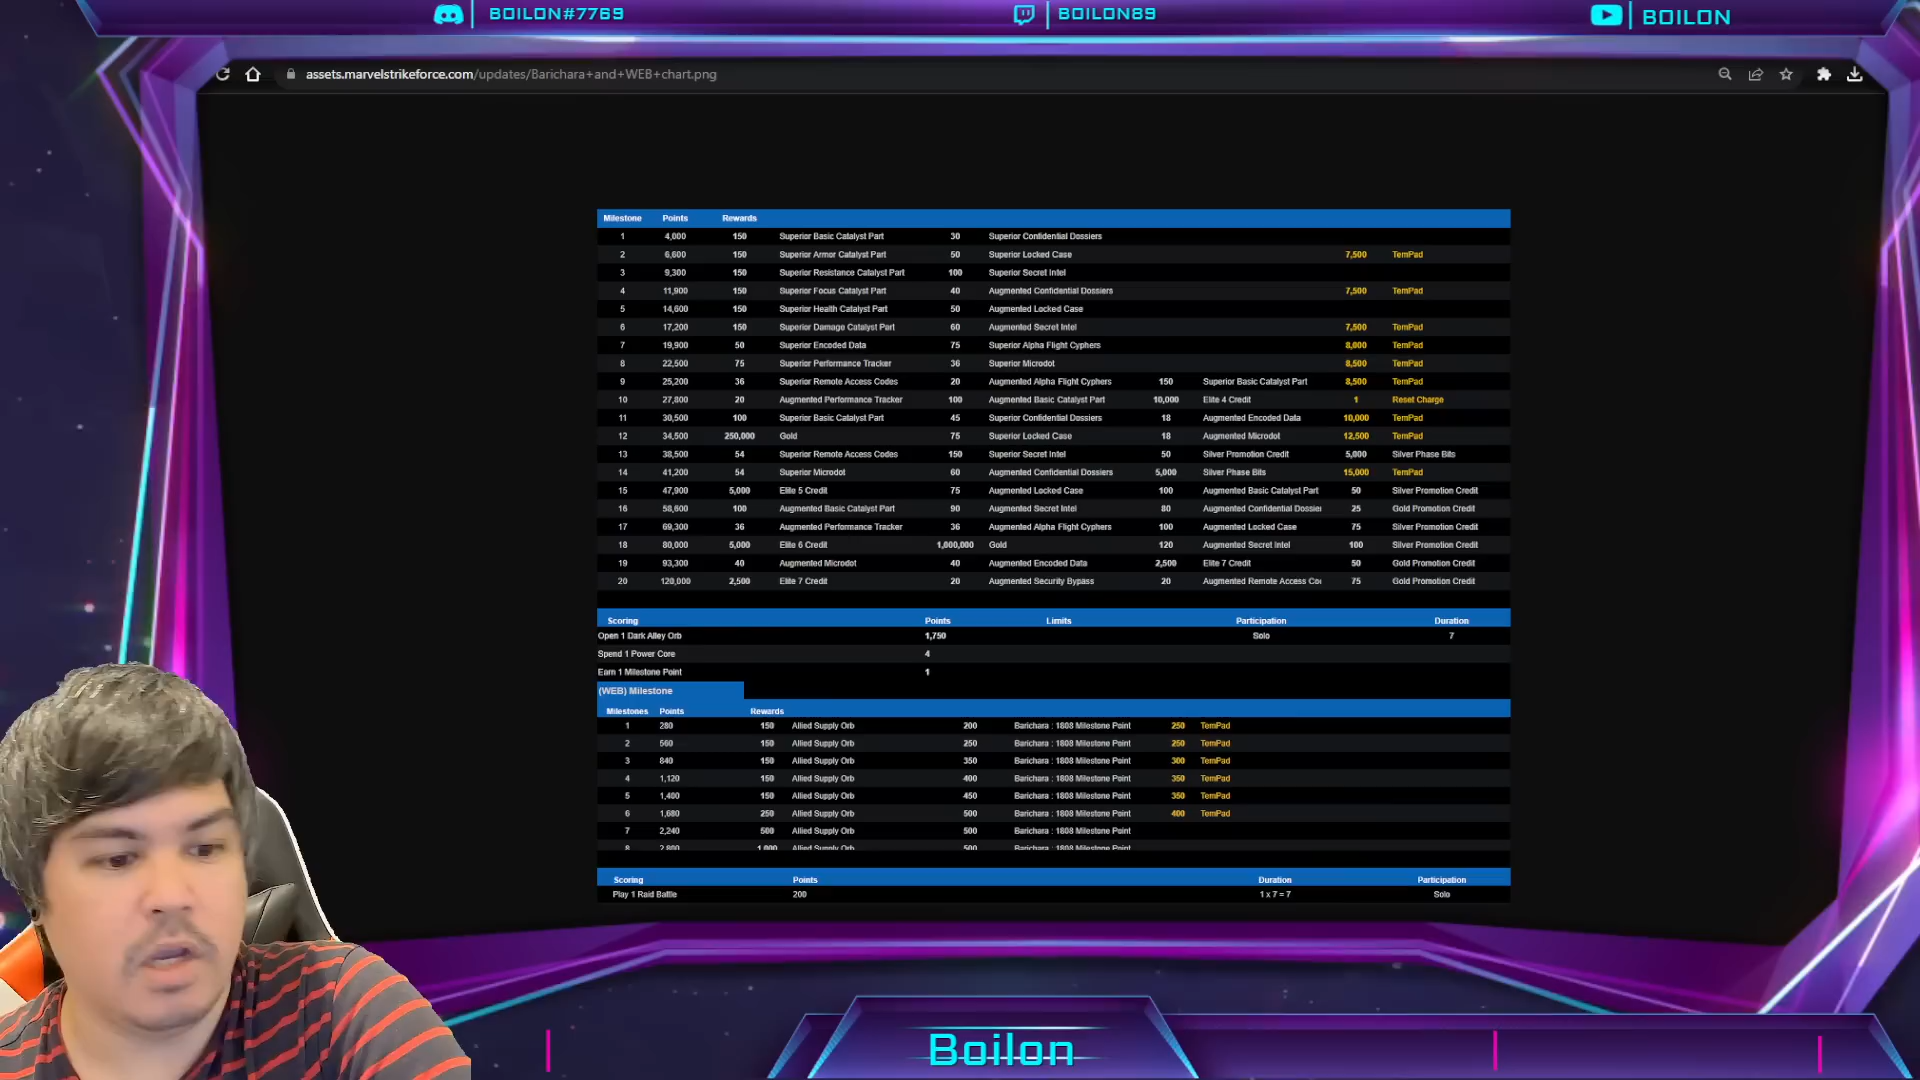 BOILON#7769 BOILON89 BOILON
assets.marvelstrikeforce.com/updates/Barichara+and+WEB+chart.png
Milestone Points Rewards
1 4,000 150 Superior Basic Catalyst Part 30 Superior Confidential Dossiers
2 6,600 150 Superior Armor Catalyst Part 50 Superior Locked Case 7,500 TemPad
3 9,300 150 Superior Resistance Catalyst Part 100 Superior Secret Intel
4 11,900 150 Superior Focus Catalyst Part 40 Augmented Confidential Dossiers 7,500 TemPad
5 14,600 150 Superior Health Catalyst Part 50 Augmented Locked Case
6 17,200 150 Superior Damage Catalyst Part 60 Augmented Secret Intel 7,500 TemPad
7 19,900 50 Superior Encoded Data 75 Superior Alpha Flight Cyphers 8,000 TemPad
8 22,500 75 Superior Performance Tracker 36 Superior Microdot 8,500 TemPad
9 25,200 36 Superior Remote Access Codes 20 Augmented Alpha Flight Cyphers 150 Superior Basic Catalyst Part 8,500 TemPad
10 27,800 20 Augmented Performance Tracker 100 Augmented Basic Catalyst Part 10,000 Elite 4 Credit 1 Reset Charge
11 30,500 100 Superior Basic Catalyst Part 45 Superior Confidential Dossiers 18 Augmented Encoded Data 10,000 TemPad
12 34,500 250,000 Gold 75 Superior Locked Case 18 Augmented Microdot 12,500 TemPad
13 38,500 54 Superior Remote Access Codes 150 Superior Secret Intel 50 Silver Promotion Credit 5,000 Silver Phase Bits
14 41,200 54 Superior Microdot 60 Augmented Confidential Dossiers 5,000 Silver Phase Bits 15,000 TemPad
15 47,900 5,000 Elite 5 Credit 75 Augmented Locked Case 100 Augmented Basic Catalyst Part 50 Silver Promotion Credit
16 58,600 100 Augmented Basic Catalyst Part 90 Augmented Secret Intel 80 Augmented Confidential Dossier 25 Gold Promotion Credit
17 69,300 36 Augmented Performance Tracker 36 Augmented Alpha Flight Cyphers 100 Augmented Locked Case 75 Silver Promotion Credit
18 80,000 5,000 Elite 6 Credit 1,000,000 Gold 120 Augmented Secret Intel 100 Silver Promotion Credit
19 93,300 40 Augmented Microdot 40 Augmented Encoded Data 2,500 Elite 7 Credit 50 Gold Promotion Credit
20 120,000 2,500 Elite 7 Credit 20 Augmented Security Bypass 20 Augmented Remote Access Co 75 Gold Promotion Credit
Scoring Points Limits Participation Duration
Open 1 Dark Alley Orb 1,750 Solo 7
Spend 1 Power Core 4
Earn 1 Milestone Point 1
(WEB) Milestone
Milestones Points Rewards
1 280 150 Allied Supply Orb 200 Barichara : 1808 Milestone Point 250 TemPad
2 560 150 Allied Supply Orb 250 Barichara : 1808 Milestone Point 250 TemPad
3 840 150 Allied Supply Orb 350 Barichara : 1808 Milestone Point 300 TemPad
4 1,120 150 Allied Supply Orb 400 Barichara : 1808 Milestone Point 350 TemPad
5 1,400 150 Allied Supply Orb 450 Barichara : 1808 Milestone Point 350 TemPad
6 1,680 250 Allied Supply Orb 500 Barichara : 1808 Milestone Point 400 TemPad
7 2,240 500 Allied Supply Orb 500 Barichara : 1808 Milestone Point
8 2,800 1,000 Allied Supply Orb 500 Barichara : 1808 Milestone Point
Scoring Points Duration Participation
Play 1 Raid Battle 200 1 x 7 = 7 Solo
Boilon